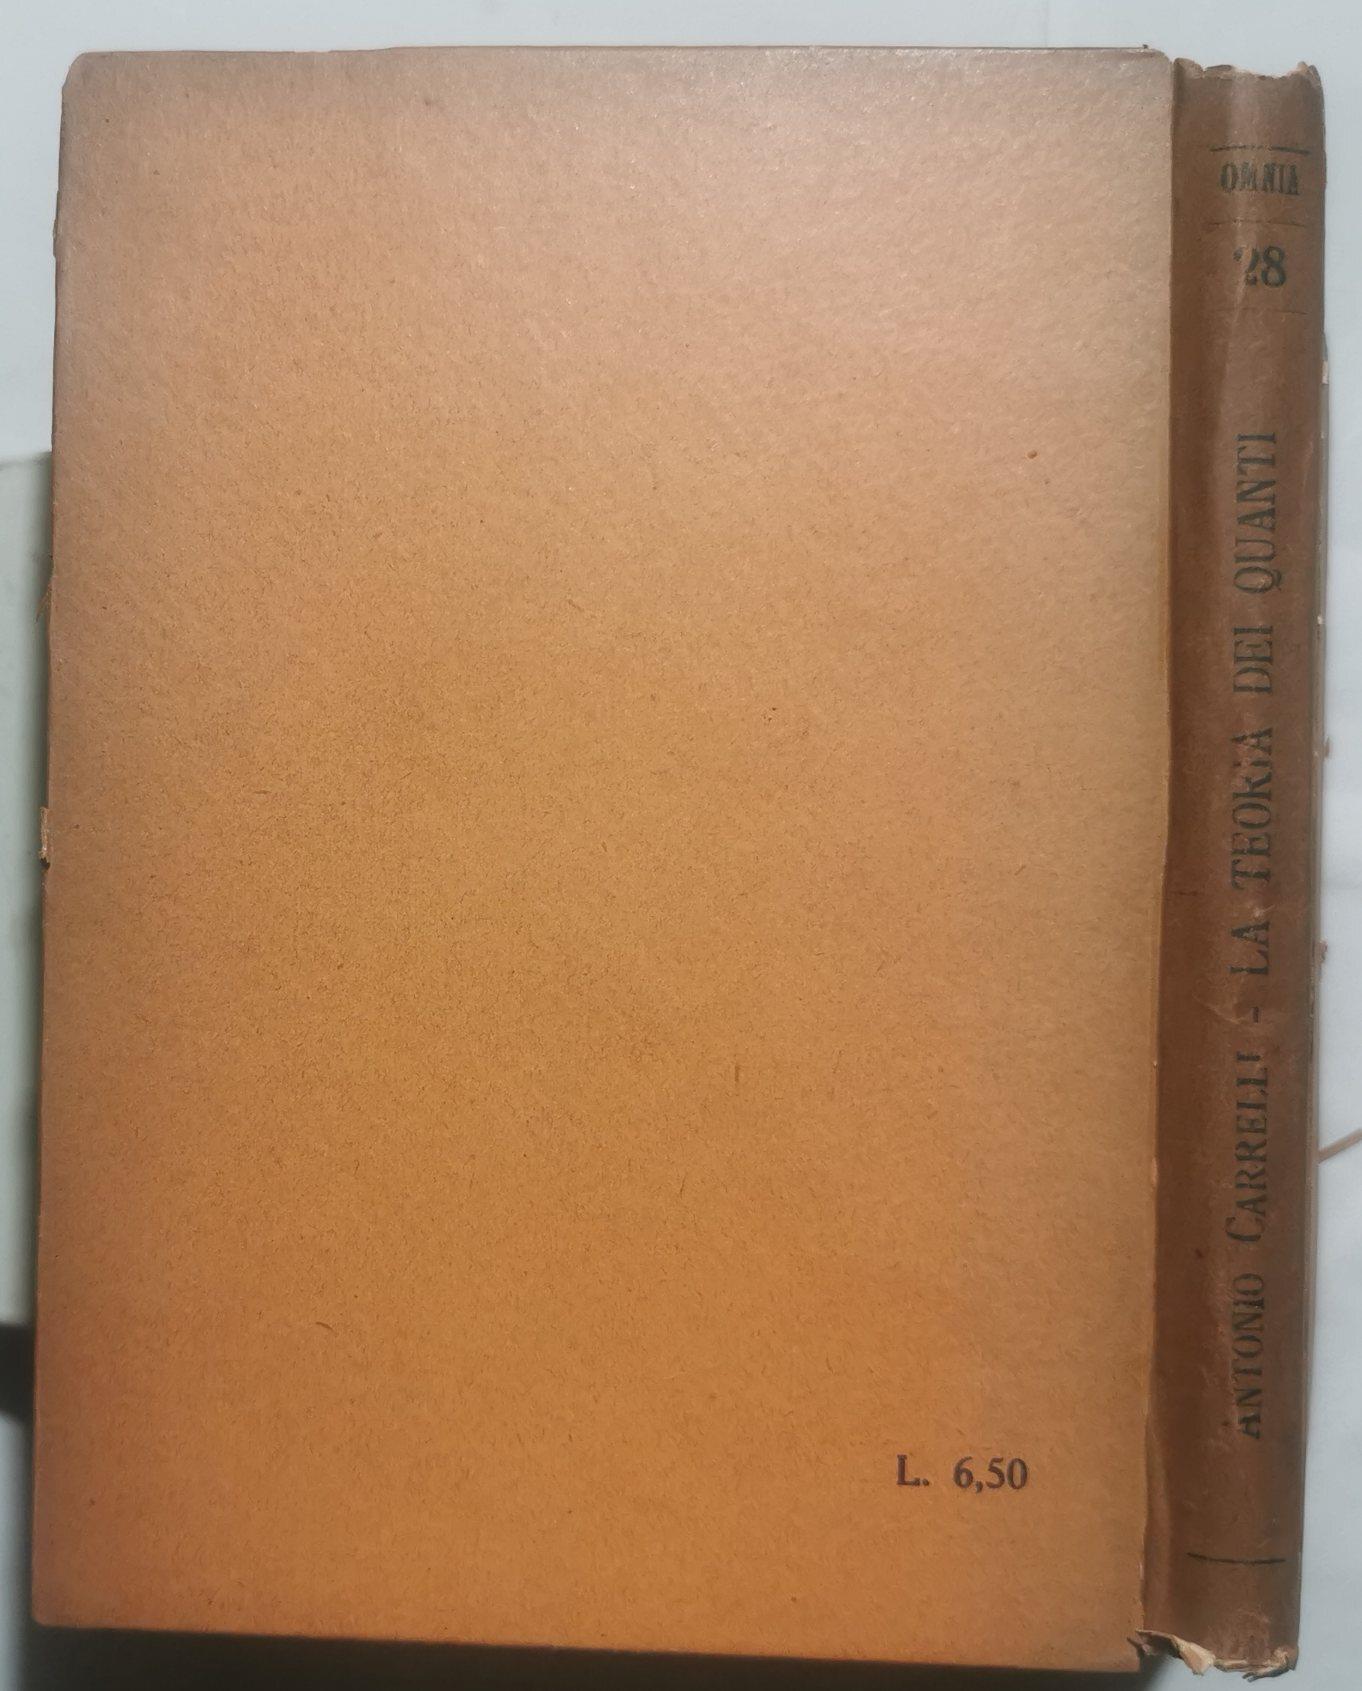 OMNIA
28
ANTONIO CARRELLI - LA TEORIA DEI QUANTI
L. 6,50